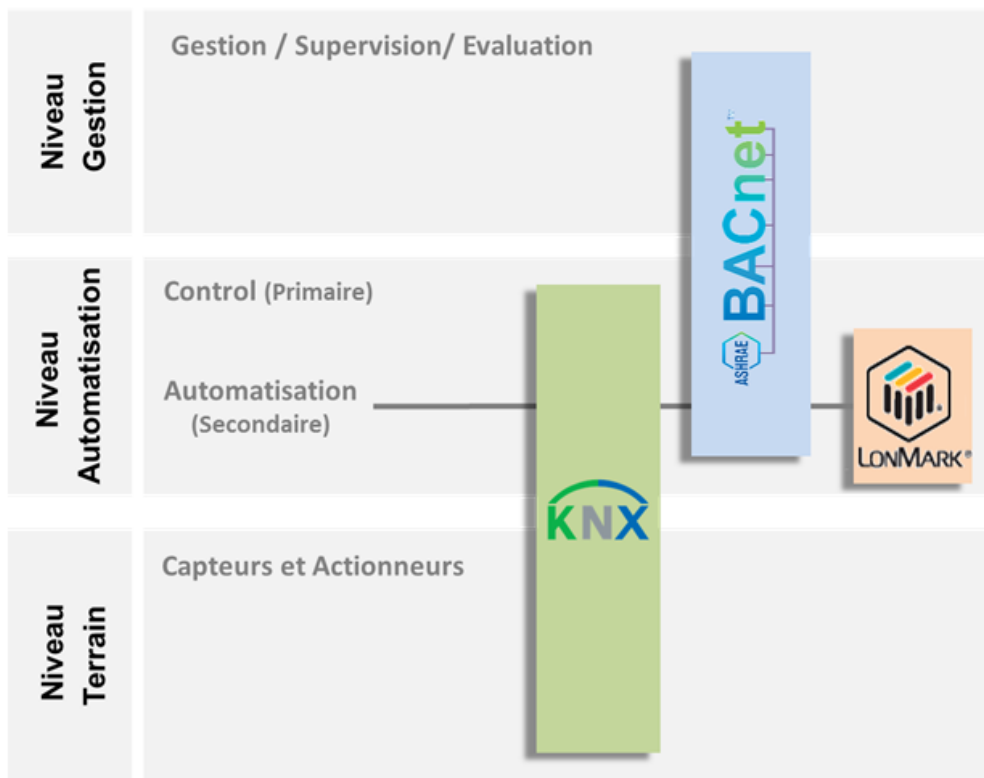 Niveau
Gestion
Gestion / Supervision/ Evaluation
ASHRAE BACnet™
Niveau
Automatisation
Control (Primaire)
Automatisation
(Secondaire)
KNX
LONMARK®
Niveau
Terrain
Capteurs et Actionneurs